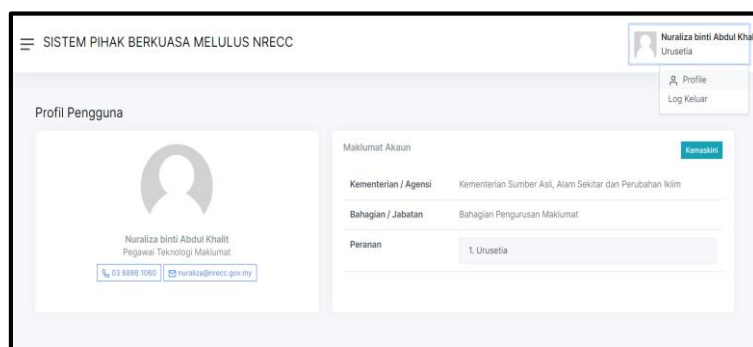 SISTEM PIHAK BERKUASA MELULUS NRECC
Nuraliza binti Abdul Khal
Urusetia
Profile
Log Keluar
Profil Pengguna
Nuraliza binti Abdul Khalit
Pegawai Teknologi Maklumat
03 8886 1060
nuraliza@nrecc.gov.my
Maklumat Akaun
Kemaskini
Kementerian / Agensi
Kementerian Sumber Asli, Alam Sekitar dan Perubahan Iklim
Bahagian / Jabatan
Bahagian Pengurusan Maklumat
Peranan
1. Urusetia